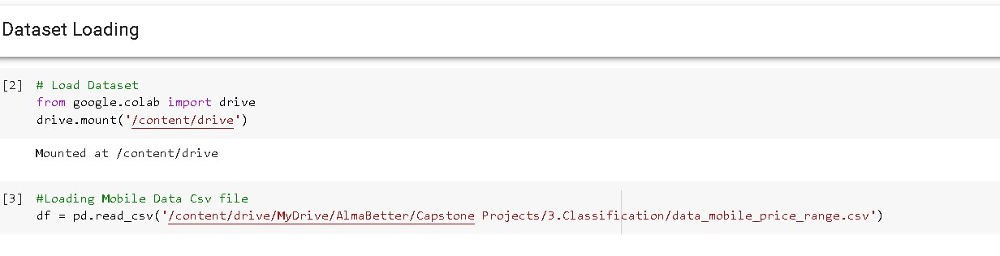 Dataset Loading
[2] # Load Dataset
from google.colab import drive
drive.mount('/content/drive')
Mounted at /content/drive
[3] #Loading Mobile Data Csv file
df = pd.read_csv('/content/drive/MyDrive/AlmaBetter/Capstone Projects/3.Classification/data_mobile_price_range.csv')